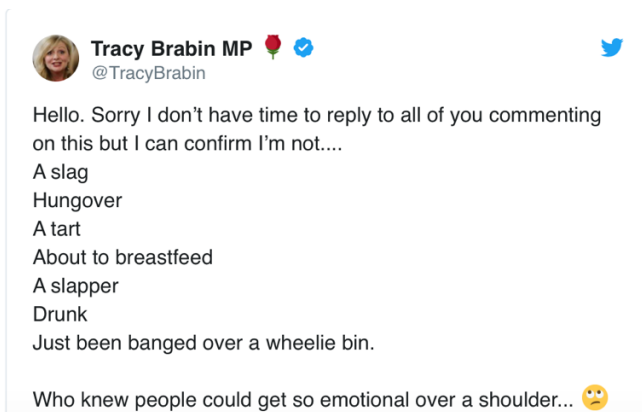 Tracy Brabin MP 🌹
@TracyBrabin
Hello. Sorry I don’t have time to reply to all of you commenting
on this but I can confirm I’m not....
A slag
Hungover
A tart
About to breastfeed
A slapper
Drunk
Just been banged over a wheelie bin.
Who knew people could get so emotional over a shoulder... 🙄